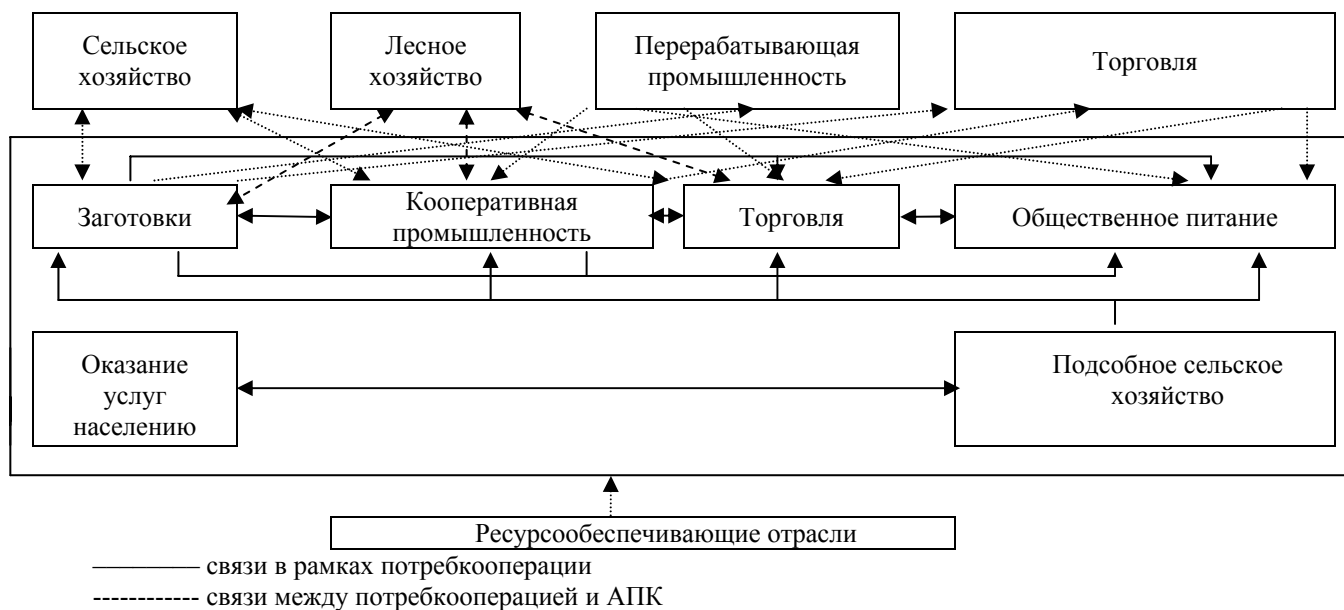 Сельское
хозяйство
Лесное
хозяйство
Перерабатывающая
промышленность
Торговля
Заготовки
Кооперативная
промышленность
Торговля
Общественное питание
Оказание
услуг
населению
Подсобное сельское
хозяйство
Ресурсообеспечивающие отрасли
связи в рамках потребкооперации
связи между потребкооперацией и АПК